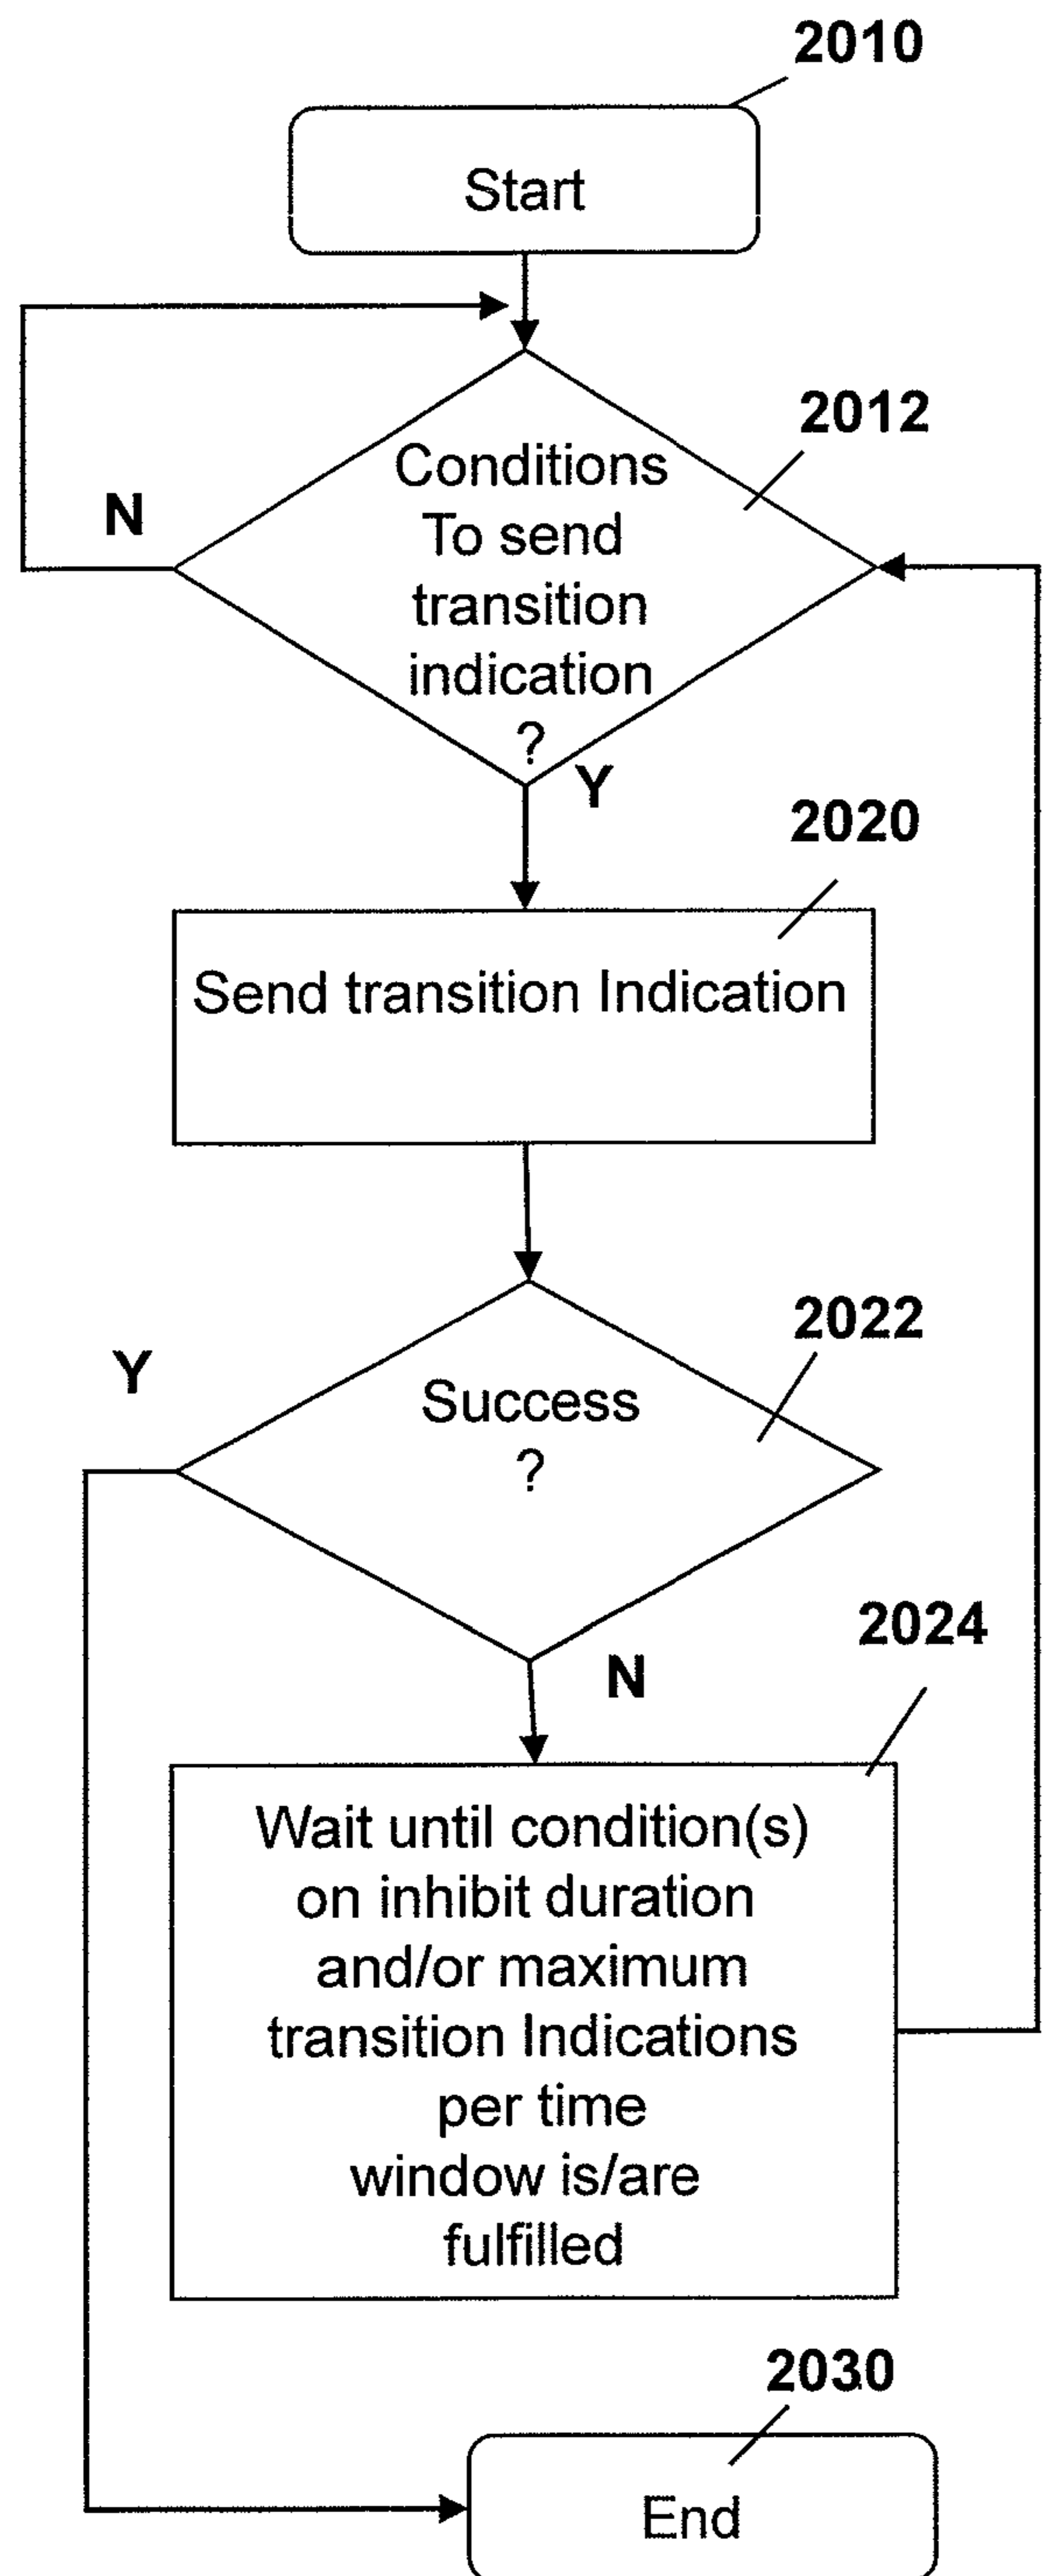 2010
Start
2012
Conditions
To send
transition
indication
?
N
Y
2020
Send transition Indication
2022
Success
?
Y
N
2024
Wait until condition(s)
on inhibit duration
and/or maximum
transition Indications
per time
window is/are
fulfilled
2030
End